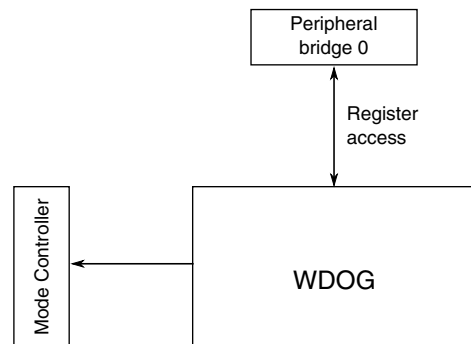 Peripheral
bridge 0
Register
access
Mode Controller
WDOG